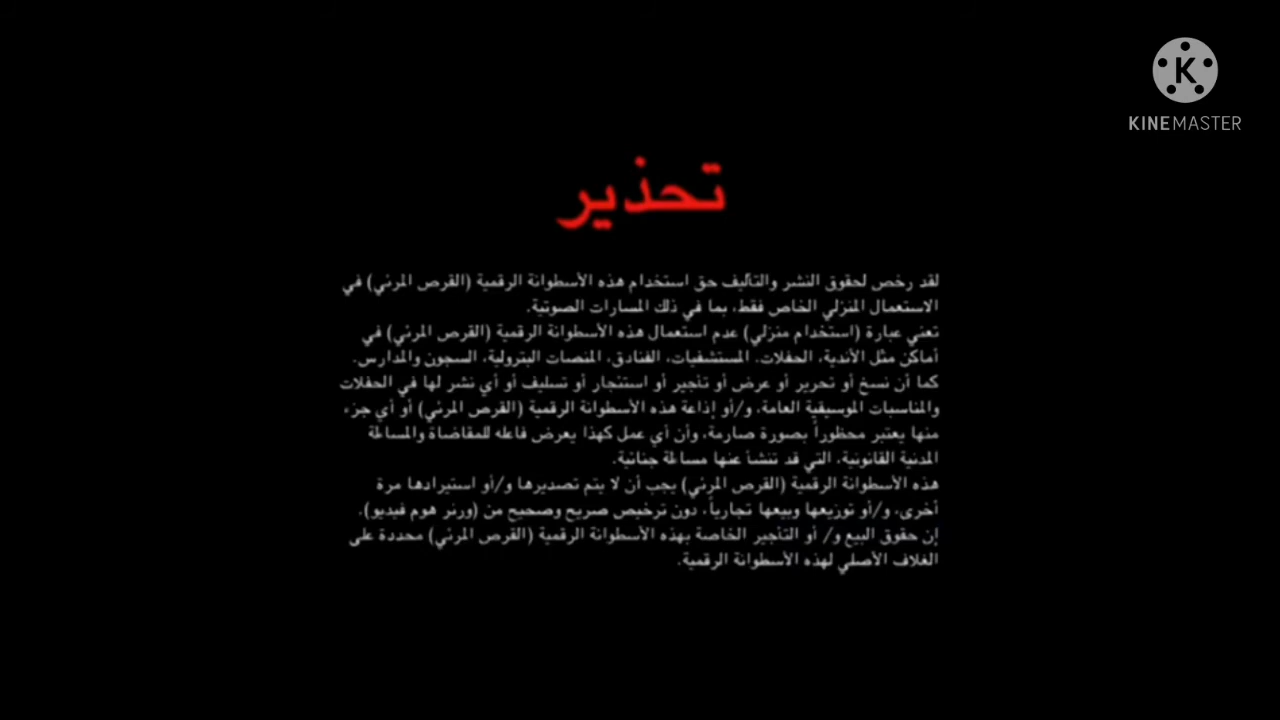 K
KINEMASTER
تحذير
لقد رخص لحقوق النشر والتأليف حق استخدام هذه الأسطوانة الرقمية (القرص المرئي) في
الاستعمال المنزلي الخاص فقط، بما في ذلك المسارات الصوتية.
تعني عبارة (استخدام منزلي) عدم استعمال هذه الأسطوانة الرقمية (القرص المرئي) في
أماكن مثل الأندية، الحفلات، المستشفيات، الفنادق، المنصات البترولية، السجون والمدارس.
كما أن نسخ أو تحرير أو عرض أو تأجير أو استئجار أو تسليف أو أي نشر لها في الحفلات
والمناسبات الموسيقية العامة، و/أو إذاعة هذه الأسطوانة الرقمية (القرص المرئي) أو أي جزء
منها يعتبر محظوراً بصورة صارمة، وأن أي عمل كهذا يعرض فاعله للمقاضاة والمسالة
المدنية القانونية، التي قد تنشأ عنها مسالة جنائية.
هذه الأسطوانة الرقمية (القرص المرئي) يجب أن لا يتم تصديرها و/أو استيرادها مرة
أخرى، و/أو توزيعها وبيعها تجارياً، دون ترخيص صريح وصحيح من (ورنر هوم فيديو).
إن حقوق البيع و/ أو التأجير الخاصة بهذه الأسطوانة الرقمية (القرص المرئي) محددة على
الغلاف الأصلي لهذه الأسطوانة الرقمية.